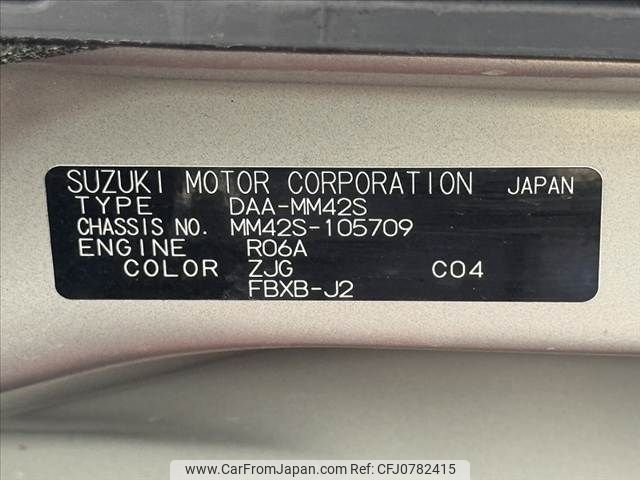 SUZUKI MOTOR CORPORATION JAPAN
TYPE DAA-MM42S
CHASSIS NO. MM42S-105709
ENGINE R06A
COLOR ZJG C04
FBXB-J2
www.CarFromJapan.com - CFJ0782415